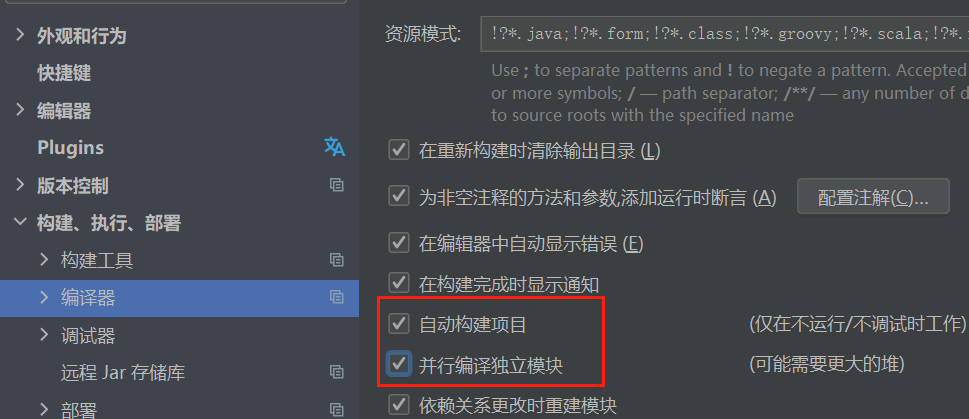 外观和行为
快捷键
编辑器
Plugins
版本控制
构建、执行、部署
构建工具
编译器
调试器
远程 Jar 存储库
部署
资源模式: !?*.java;!?*.form;!?*.class;!?*.groovy;!?*.scala;!?*.
Use ; to separate patterns and ! to negate a pattern. Accepted
or more symbols; / — path separator; /**/ — any number of d
to source roots with the specified name
在重新构建时清除输出目录 (L)
为非空注释的方法和参数,添加运行时断言 (A) 配置注解(C)...
在编辑器中自动显示错误 (E)
在构建完成时显示通知
自动构建项目 (仅在不运行/不调试时工作)
并行编译独立模块 (可能需要更大的堆)
依赖关系更改时重建模块